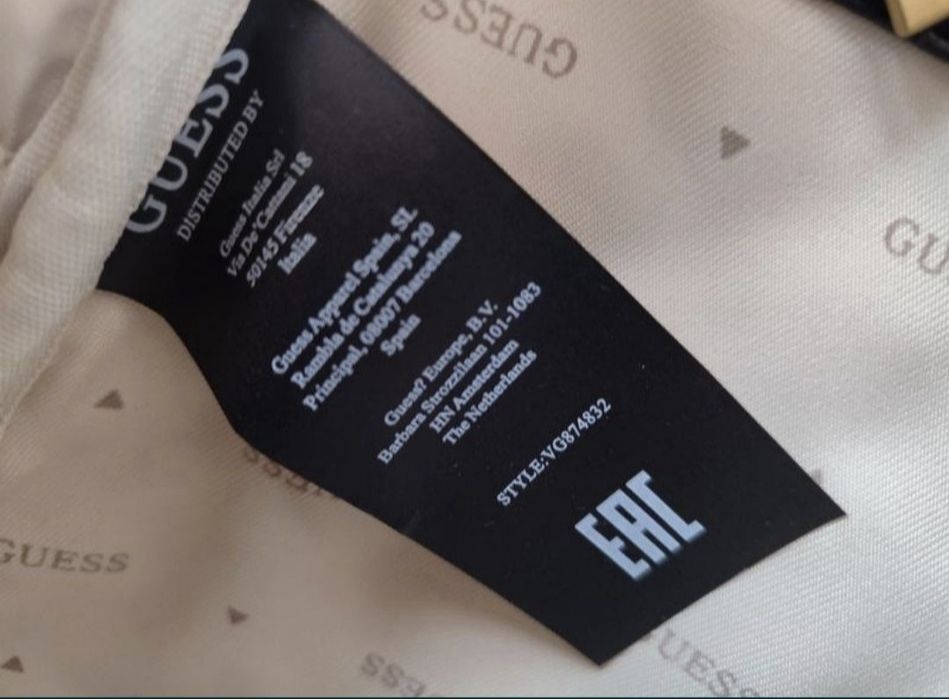 GUESS
DISTRIBUTED BY
Guess Italia Srl
Via De'Cattani 18
50145 Firenze
Italia
Guess Apparel Spain, SL
Rambla de Catalunya 20
Principal, 08007 Barcelona
Spain
Guess? Europe, B.V.
Barbara Strozzilaan 101-1083
HN Amsterdam
The Netherlands
STYLE:VG874832
EAC
GUESS
GU
GUESS
GUESS
UESS